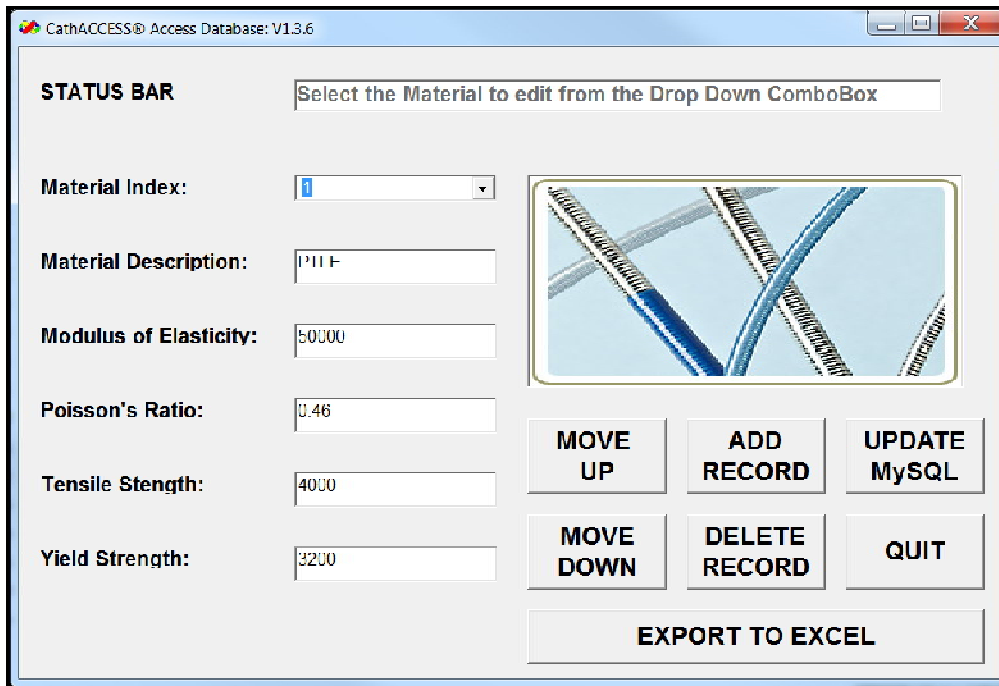 CathACCESS® Access Database: V1.3.6
STATUS BAR
Select the Material to edit from the Drop Down ComboBox
Material Index:
1
Material Description:
PTFE
Modulus of Elasticity:
50000
Poisson's Ratio:
0.46
Tensile Stength:
4000
Yield Strength:
3200
MOVE
UP
ADD
RECORD
UPDATE
MySQL
MOVE
DOWN
DELETE
RECORD
QUIT
EXPORT TO EXCEL